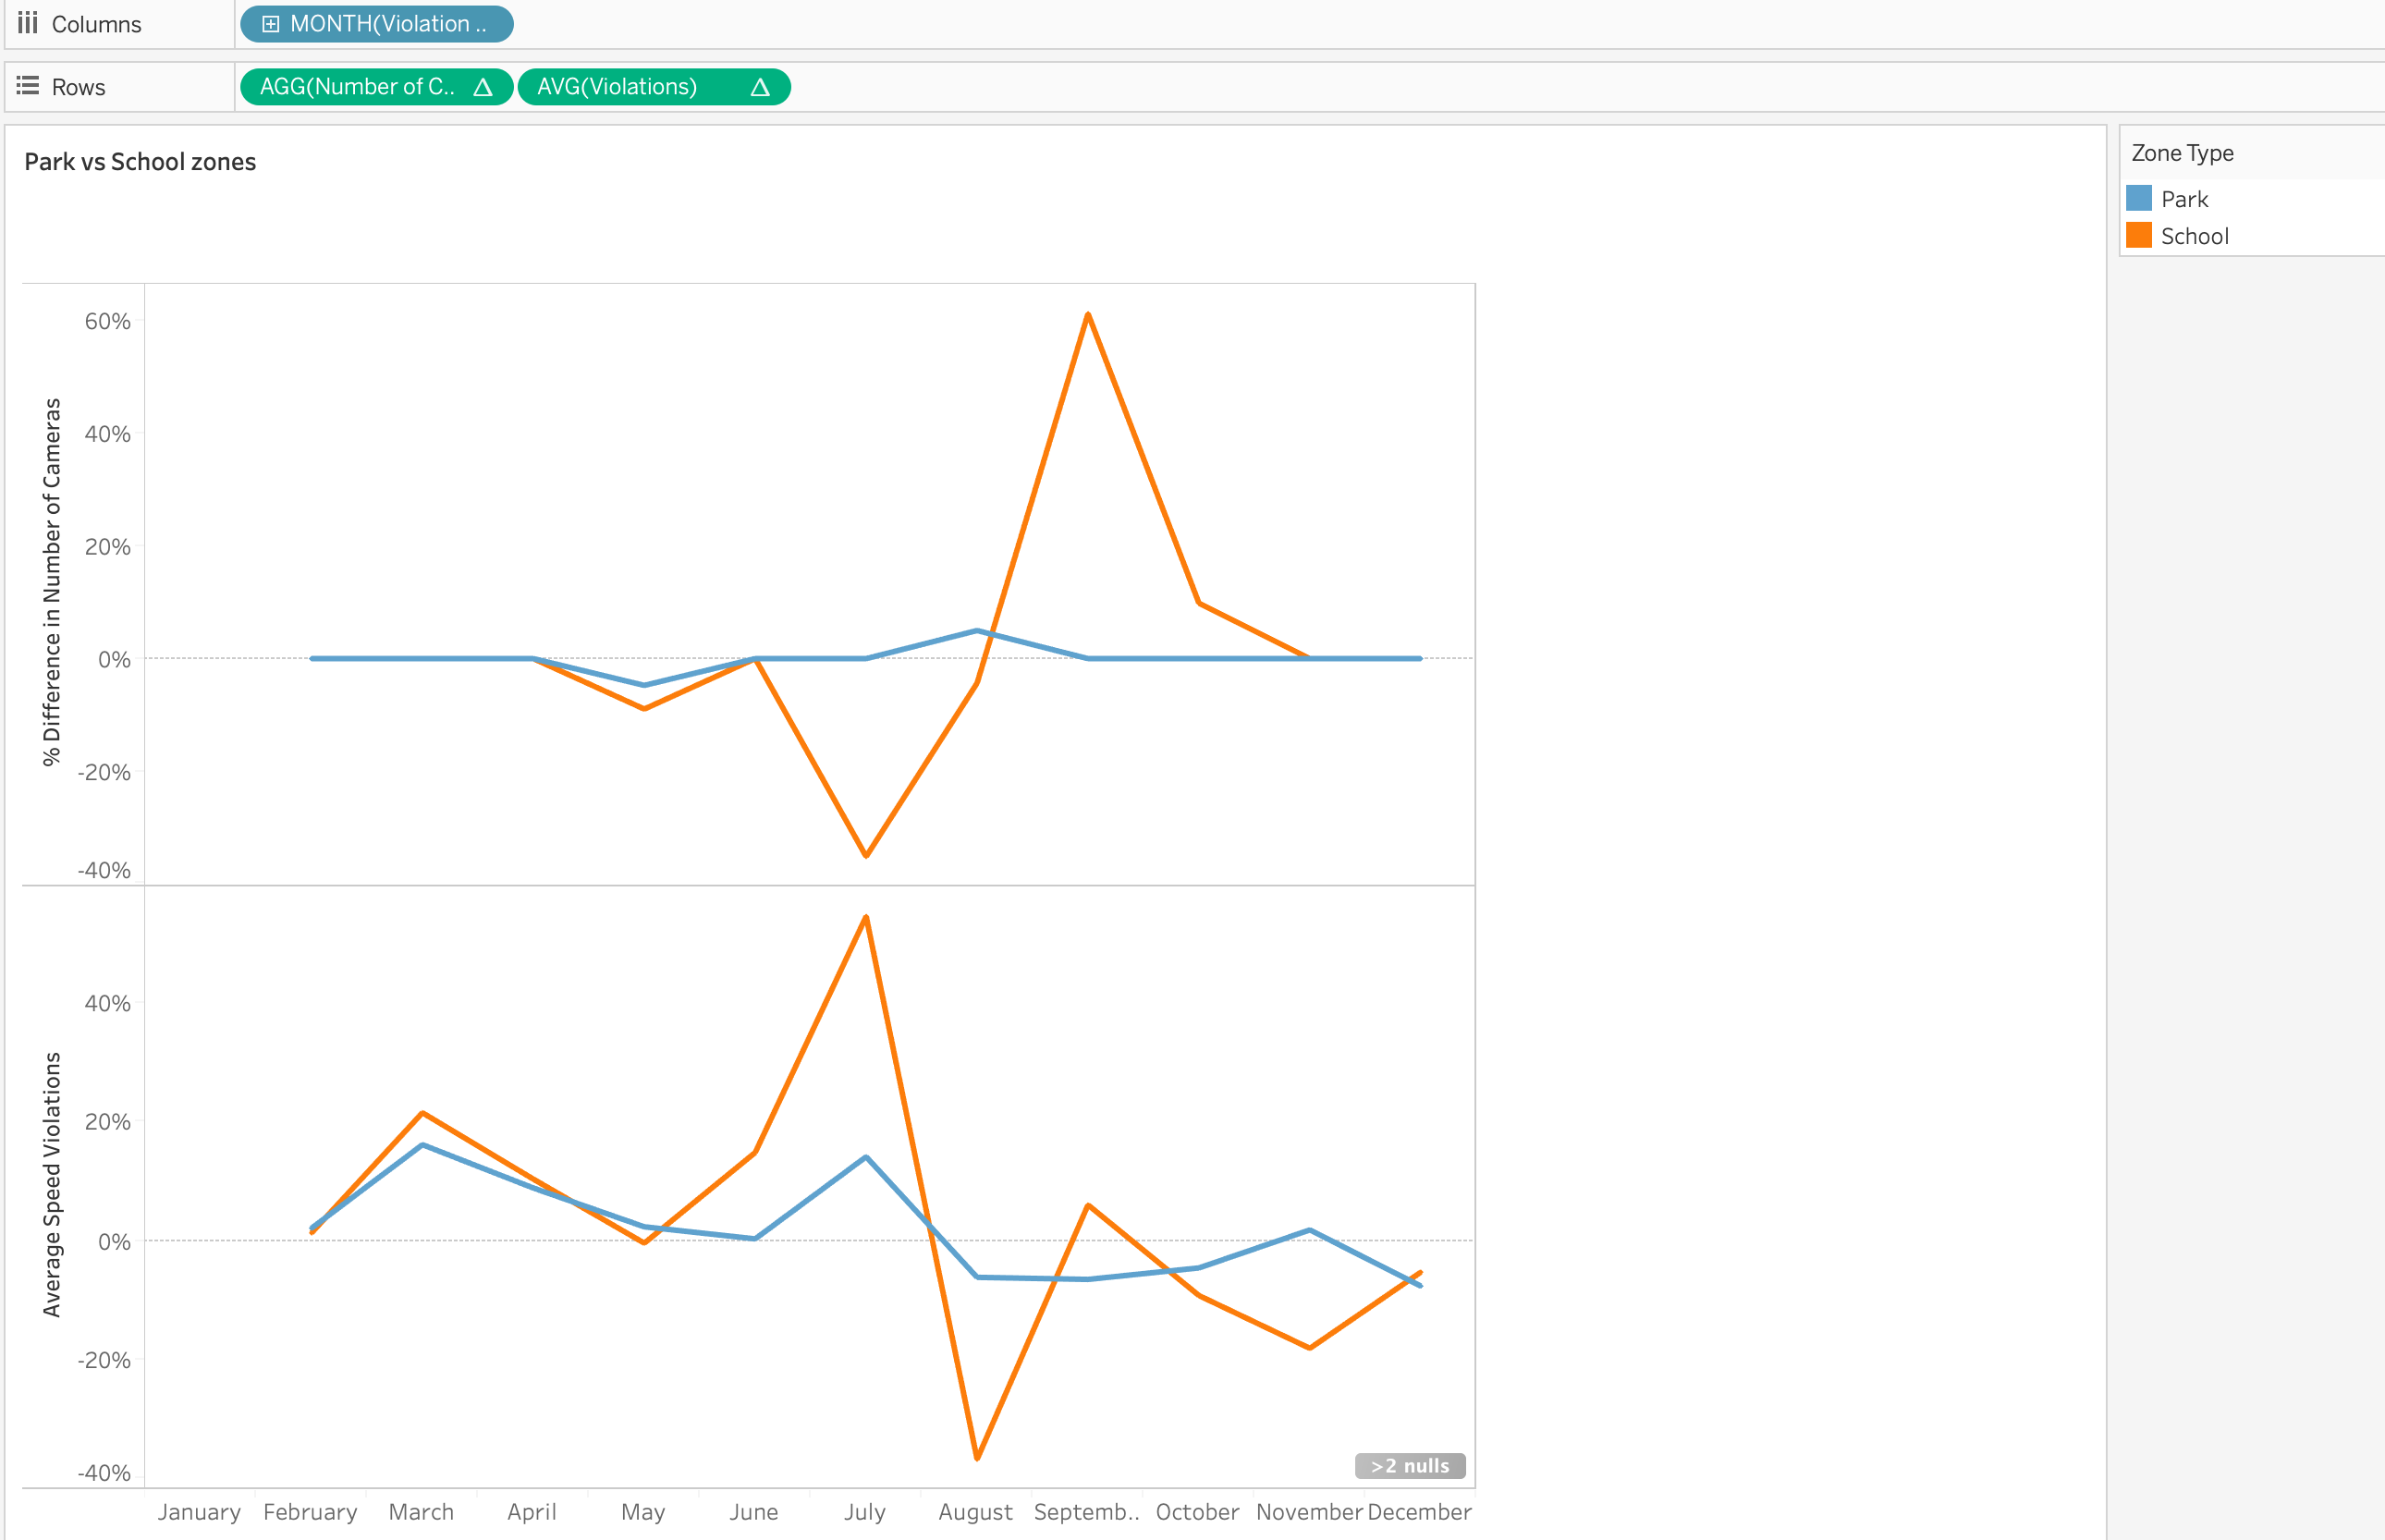 Columns
MONTH(Violation ..
Rows
AGG(Number of C..
AVG(Violations)
Park vs School zones
Zone Type
Park
School
% Difference in Number of Cameras
60%
40%
20%
0%
-20%
-40%
Average Speed Violations
40%
20%
0%
-20%
-40%
>2 nulls
January February March April May June July August Septemb.. October November December